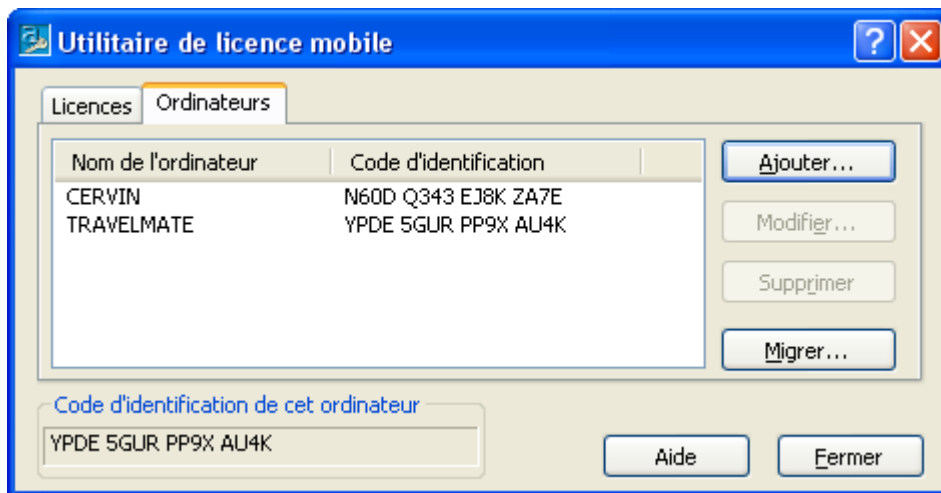 Utilitaire de licence mobile
Licences Ordinateurs
Nom de l'ordinateur Code d'identification
CERVIN N60D Q343 EJ8K ZA7E
TRAVELMATE YPDE 5GUR PP9X AU4K
Ajouter...
Modifier...
Supprimer
Migrer...
Code d'identification de cet ordinateur
YPDE 5GUR PP9X AU4K
Aide Fermer